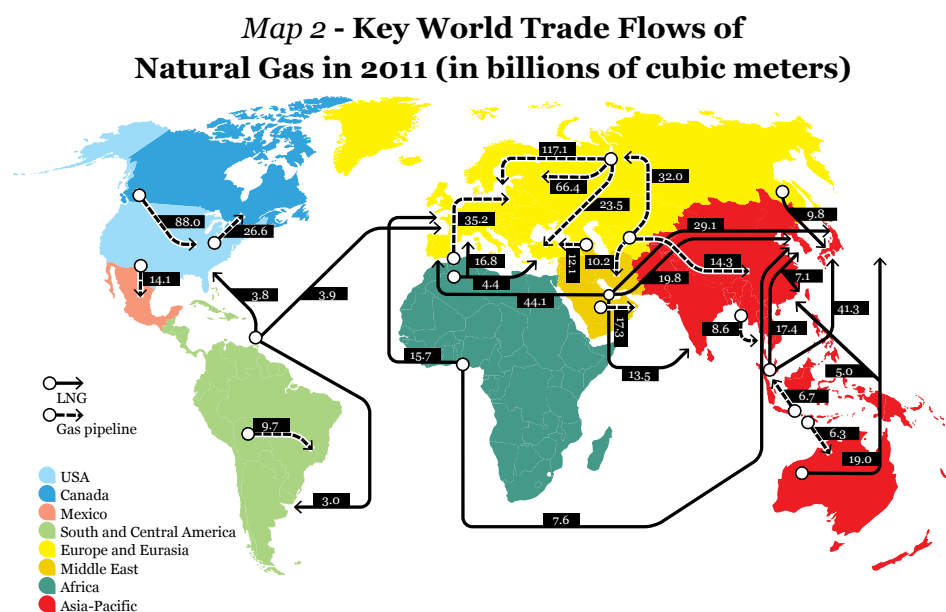 Map 2 - Key World Trade Flows of
Natural Gas in 2011 (in billions of cubic meters)
117.1
66.4
32.0
23.5
9.8
88.0
26.6
35.2
29.1
16.8
12.1
10.2
14.3
14.1
4.4
19.8
7.1
3.8
3.9
44.1
41.3
17.3
8.6
17.4
15.7
13.5
5.0
LNG
Gas pipeline
6.7
9.7
6.3
19.0
3.0
7.6
USA
Canada
Mexico
South and Central America
Europe and Eurasia
Middle East
Africa
Asia-Pacific